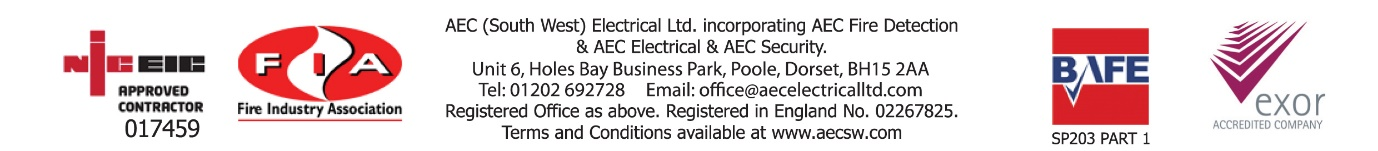 NICEIC
APPROVED
CONTRACTOR
017459
FIA
Fire Industry Association
AEC (South West) Electrical Ltd. incorporating AEC Fire Detection
& AEC Electrical & AEC Security.
Unit 6, Holes Bay Business Park, Poole, Dorset, BH15 2AA
Tel: 01202 692728 Email: office@aecelectricalltd.com
Registered Office as above. Registered in England No. 02267825.
Terms and Conditions available at www.aecsw.com
BAFE
SP203 PART 1
exor
ACCREDITED COMPANY